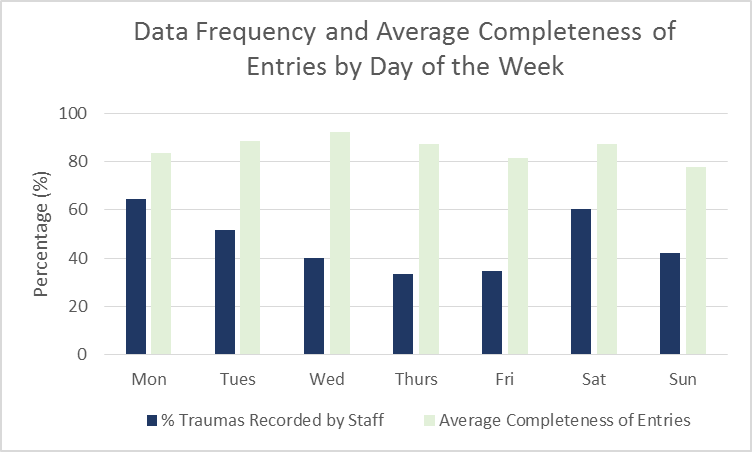 Data Frequency and Average Completeness of
Entries by Day of the Week
Percentage (%)
100
80
60
40
20
0
Mon Tues Wed Thurs Fri Sat Sun
% Traumas Recorded by Staff Average Completeness of Entries